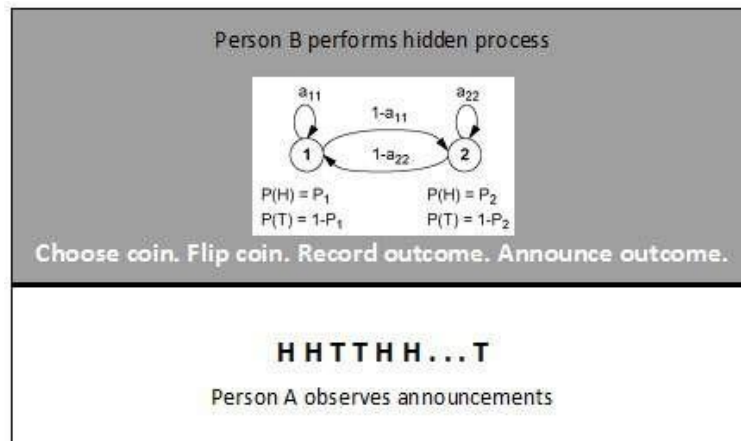 Person B performs hidden process
a₁₁ a₂₂
1-a₁₁
1 2
1-a₂₂
P(H) = P₁ P(H) = P₂
P(T) = 1-P₁ P(T) = 1-P₂
Choose coin. Flip coin. Record outcome. Announce outcome.
H H T T H H . . . T
Person A observes announcements